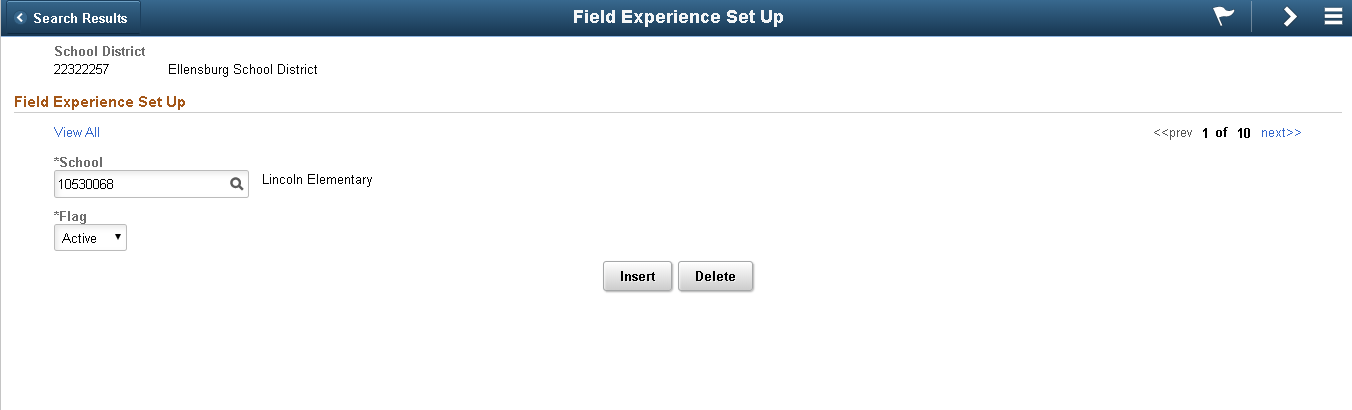 Search Results
Field Experience Set Up
School District
22322257 Ellensburg School District
Field Experience Set Up
View All <<prev 1 of 10 next>>
*School
10530068 Lincoln Elementary
*Flag
Active
Insert Delete